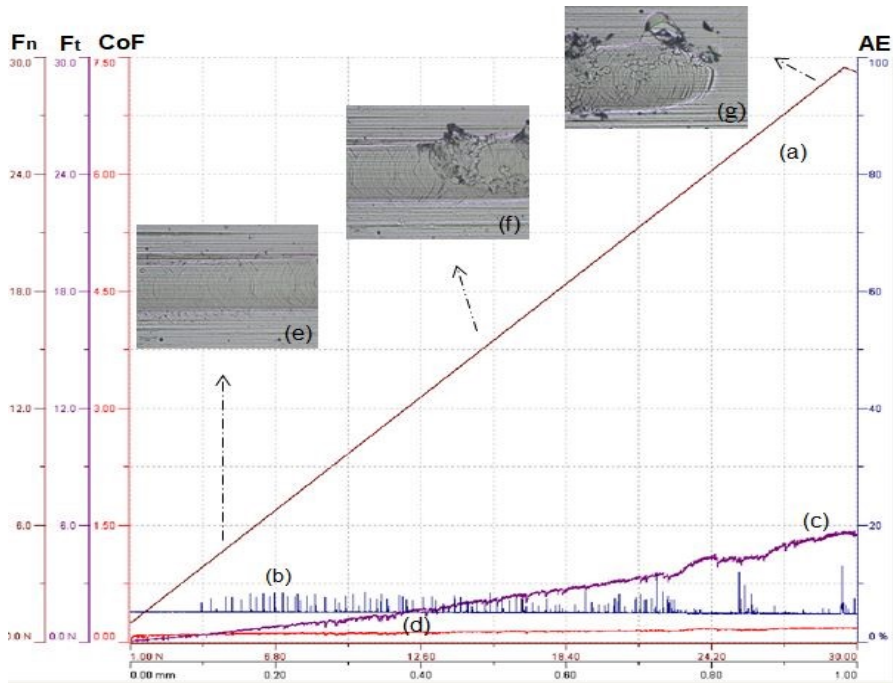 Fn Ft CoF AE
30.0 30.0 7.50 100
(g)
(a)
24.0 24.0 6.00 80
(f)
18.0 18.0 4.50 60
(e)
12.0 12.0 3.00 40
6.0 6.0 1.50 20
(c)
(b)
(d)
0.0 N 0.0 N 0.00 0 %
1.00 N 6.80 12.60 18.40 24.20 30.00
0.00 mm 0.20 0.40 0.60 0.80 1.00